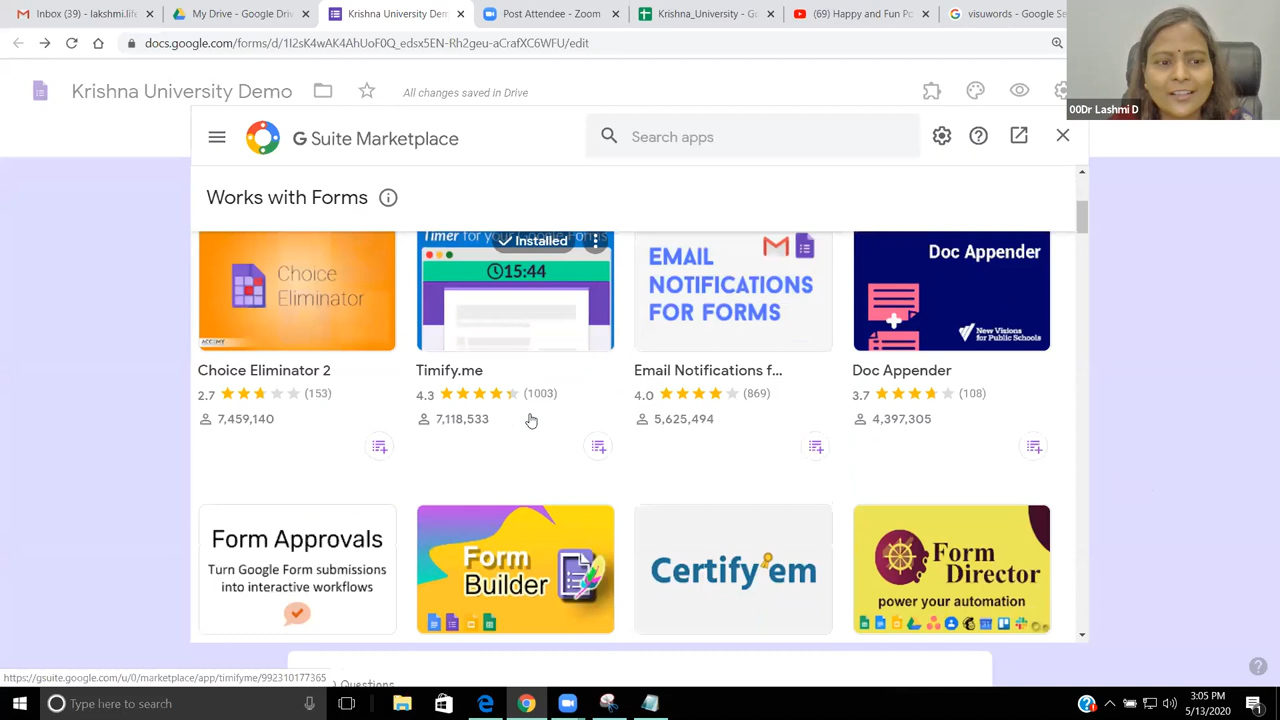 Inbox (39) - lakshmi.life
My Drive - Google Driv
Krishna University Dem
Post Attendee - Zoom
Krishna_University - G
(69) Happy and Fun P
visuwords - Google Se
docs.google.com/forms/d/1I2sK4wAK4AhUoF0Q_edsx5EN-Rh2geu-aCrafXC6WFU/edit
Krishna University Demo
All changes saved in Drive
00Dr Lashmi D
G Suite Marketplace
Search apps
Works with Forms
Choice
Eliminator
Timer for your Google Forms
Installed
15:44
EMAIL
NOTIFICATIONS
FOR FORMS
Doc Appender
New Visions
for Public Schools
Choice Eliminator 2
2.7 (153)
7,459,140
Timify.me
4.3 (1003)
7,118,533
Email Notifications f...
4.0 (869)
5,625,494
Doc Appender
3.7 (108)
4,397,305
Form Approvals
Turn Google Form submissions
into interactive workflows
Form
Builder
Certify'em
Form
Director
power your automation
Questions
https://gsuite.google.com/u/0/marketplace/app/timifyme/992310177365
Type here to search
3:05 PM
5/13/2020